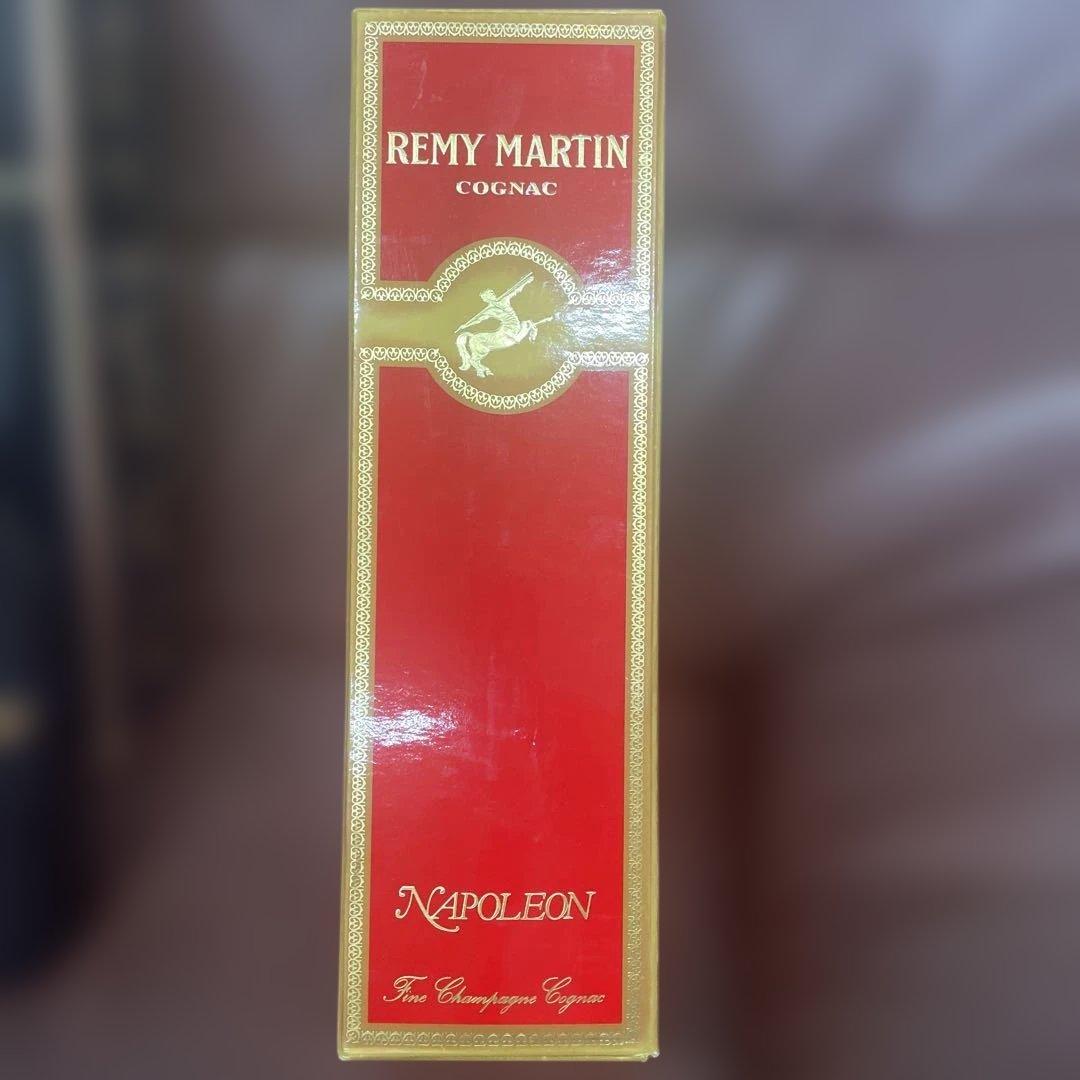 REMY MARTIN
COGNAC
NAPOLEON
Fine Champagne Cognac